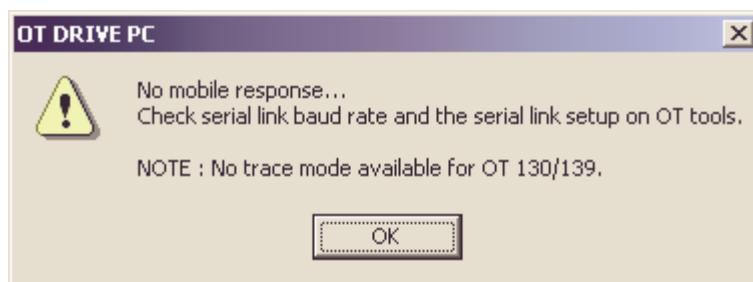 OT DRIVE PC
No mobile response...
Check serial link baud rate and the serial link setup on OT tools.
NOTE : No trace mode available for OT 130/139.
OK